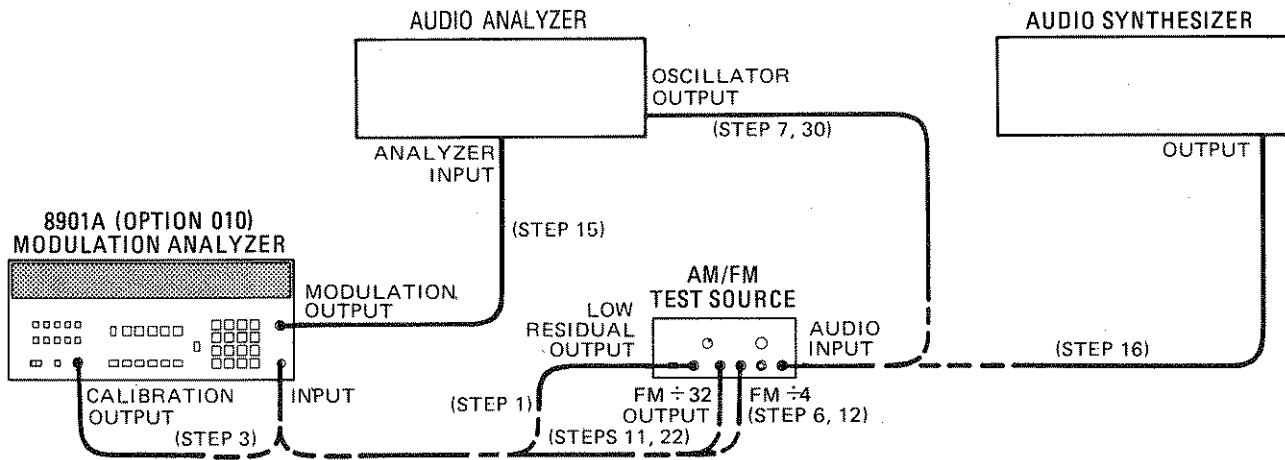 AUDIO ANALYZER
AUDIO SYNTHESIZER
OSCILLATOR
OUTPUT
(STEP 7, 30)
ANALYZER
INPUT
OUTPUT
8901A (OPTION 010)
MODULATION ANALYZER
(STEP 15)
MODULATION
OUTPUT
AM/FM
TEST SOURCE
LOW
RESIDUAL
OUTPUT
AUDIO
INPUT
(STEP 16)
CALIBRATION
OUTPUT
INPUT
(STEP 3)
(STEP 1)
FM ÷32
OUTPUT
(STEPS 11, 22)
FM ÷4
(STEP 6, 12)